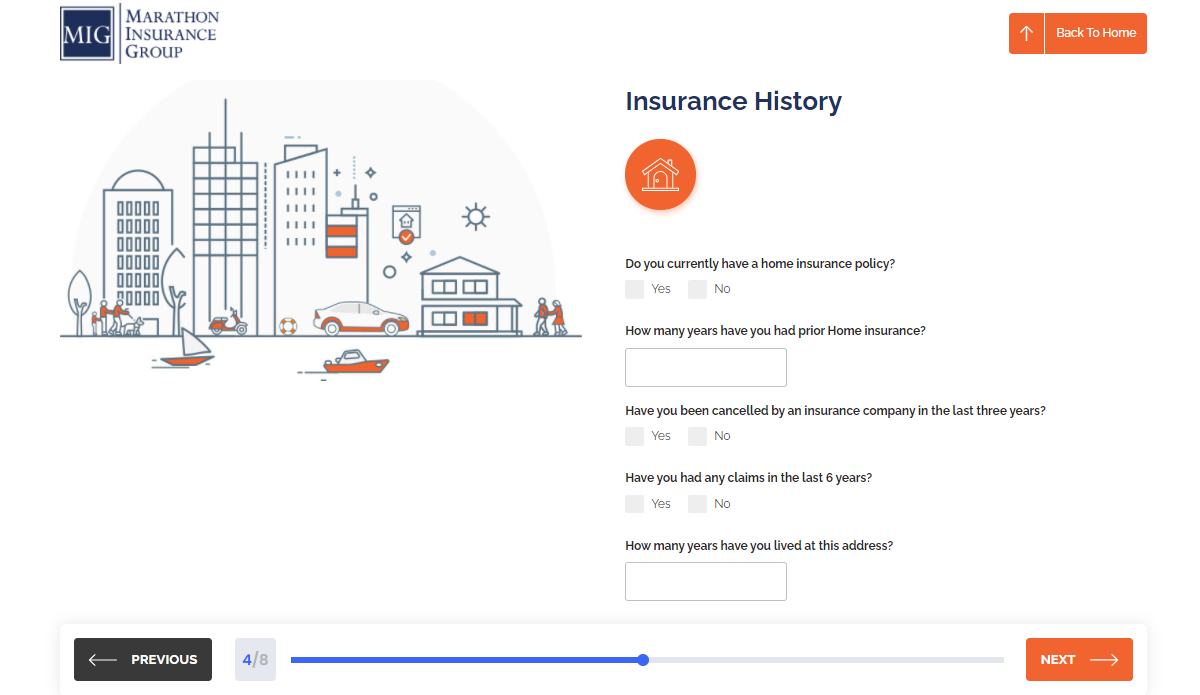 MIG
MARATHON
INSURANCE
GROUP
Back To Home
Insurance History
Do you currently have a home insurance policy?
Yes No
How many years have you had prior Home insurance?
Have you been cancelled by an insurance company in the last three years?
Yes No
Have you had any claims in the last 6 years?
Yes No
How many years have you lived at this address?
PREVIOUS
4/8
NEXT